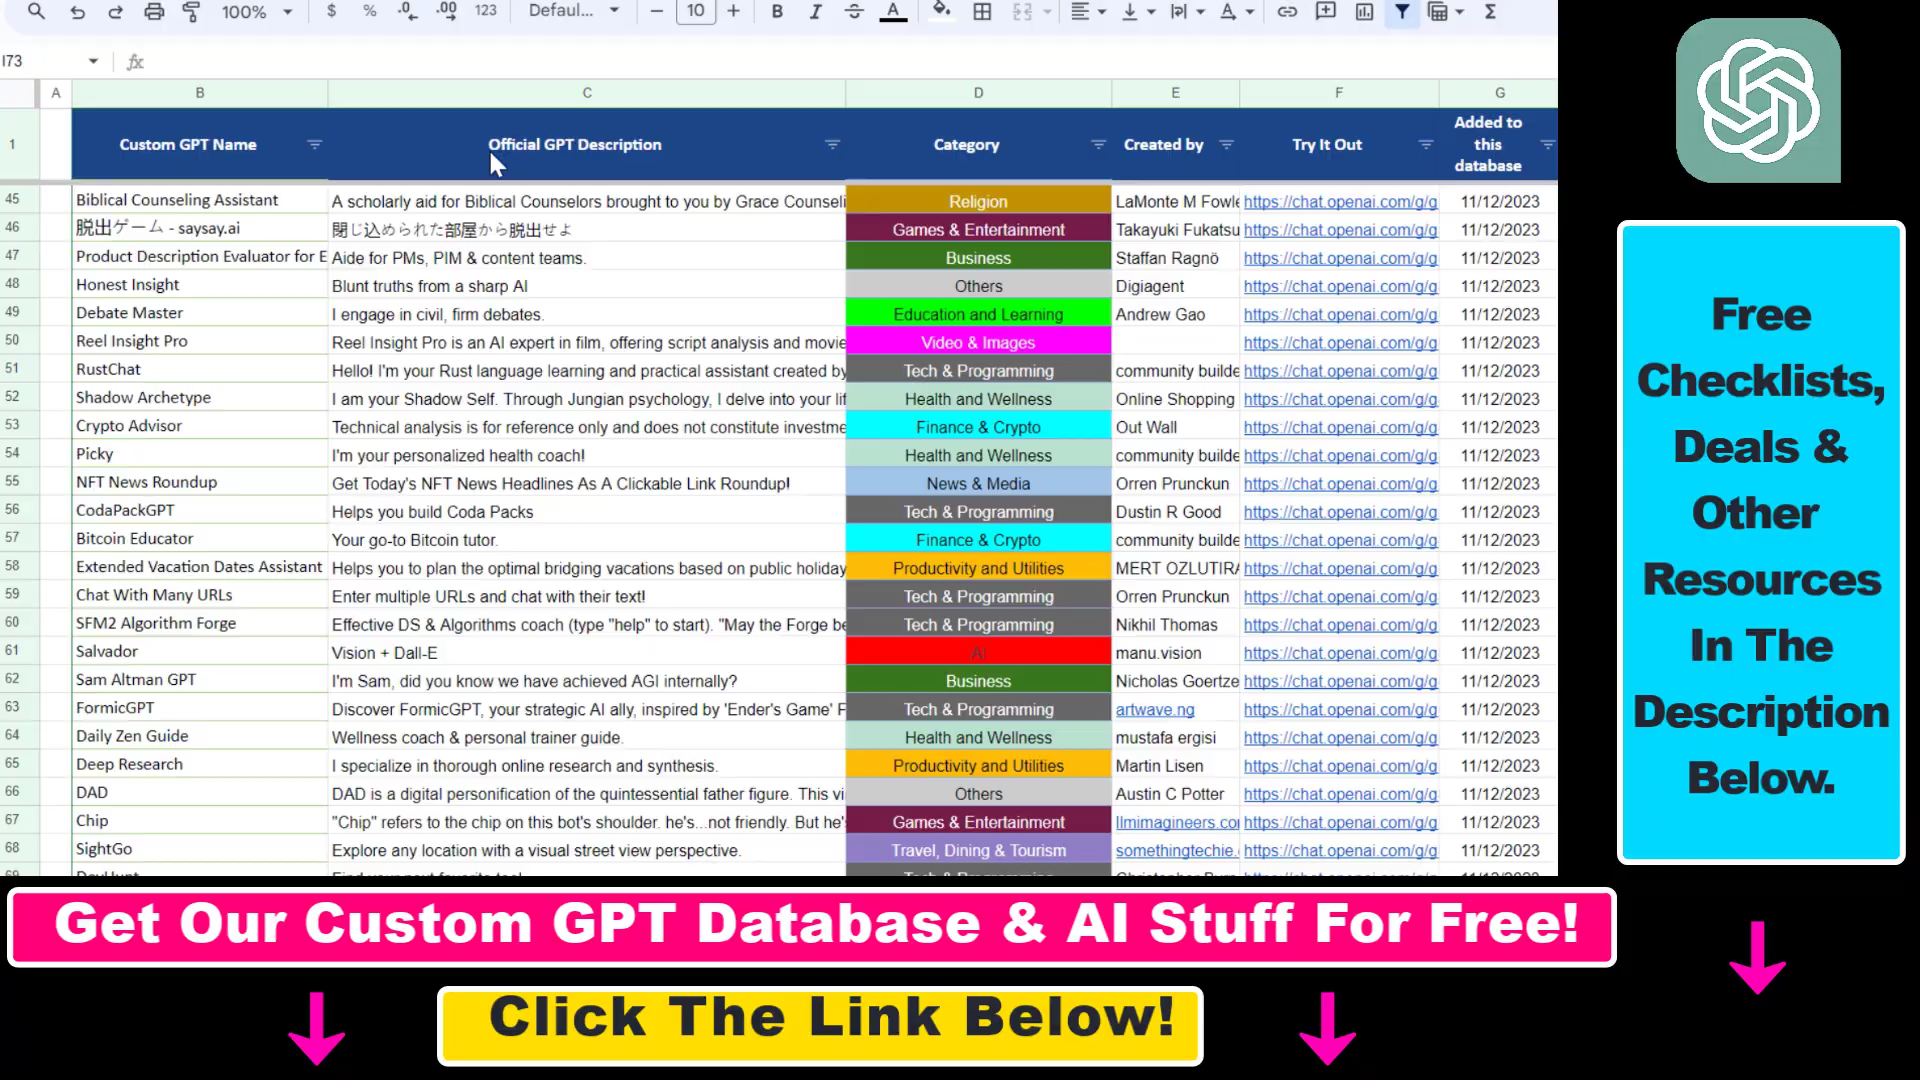 100% $ % .0 .00 123 Defaul... 10 B I A Σ
I73 fx
A B C D E F G
1 Custom GPT Name Official GPT Description Category Created by Try It Out Added to this database
45 Biblical Counseling Assistant A scholarly aid for Biblical Counselors brought to you by Grace Counseli Religion LaMonte M Fowle https://chat.openai.com/g/g 11/12/2023
46 脱出ゲーム - saysay.ai 閉じ込められた部屋から脱出せよ Games & Entertainment Takayuki Fukatsu https://chat.openai.com/g/g 11/12/2023
47 Product Description Evaluator for E Aide for PMs, PIM & content teams. Business Staffan Ragnö https://chat.openai.com/g/g 11/12/2023
48 Honest Insight Blunt truths from a sharp AI Others Digiagent https://chat.openai.com/g/g 11/12/2023
49 Debate Master I engage in civil, firm debates. Education and Learning Andrew Gao https://chat.openai.com/g/g 11/12/2023
50 Reel Insight Pro Reel Insight Pro is an AI expert in film, offering script analysis and movie Video & Images https://chat.openai.com/g/g 11/12/2023
51 RustChat Hello! I'm your Rust language learning and practical assistant created by Tech & Programming community builde https://chat.openai.com/g/g 11/12/2023
52 Shadow Archetype I am your Shadow Self. Through Jungian psychology, I delve into your lif Health and Wellness Online Shopping https://chat.openai.com/g/g 11/12/2023
53 Crypto Advisor Technical analysis is for reference only and does not constitute investme Finance & Crypto Out Wall https://chat.openai.com/g/g 11/12/2023
54 Picky I'm your personalized health coach! Health and Wellness community builde https://chat.openai.com/g/g 11/12/2023
55 NFT News Roundup Get Today's NFT News Headlines As A Clickable Link Roundup! News & Media Orren Prunckun https://chat.openai.com/g/g 11/12/2023
56 CodaPackGPT Helps you build Coda Packs Tech & Programming Dustin R Good https://chat.openai.com/g/g 11/12/2023
57 Bitcoin Educator Your go-to Bitcoin tutor. Finance & Crypto community builde https://chat.openai.com/g/g 11/12/2023
58 Extended Vacation Dates Assistant Helps you to plan the optimal bridging vacations based on public holiday Productivity and Utilities MERT OZLUTIRA https://chat.openai.com/g/g 11/12/2023
59 Chat With Many URLs Enter multiple URLs and chat with their text! Tech & Programming Orren Prunckun https://chat.openai.com/g/g 11/12/2023
60 SFM2 Algorithm Forge Effective DS & Algorithms coach (type "help" to start). "May the Forge be Tech & Programming Nikhil Thomas https://chat.openai.com/g/g 11/12/2023
61 Salvador Vision + Dall-E AI manu.vision https://chat.openai.com/g/g 11/12/2023
62 Sam Altman GPT I'm Sam, did you know we have achieved AGI internally? Business Nicholas Goertze https://chat.openai.com/g/g 11/12/2023
63 FormicGPT Discover FormicGPT, your strategic AI ally, inspired by 'Ender's Game' F Tech & Programming artwave.ng https://chat.openai.com/g/g 11/12/2023
64 Daily Zen Guide Wellness coach & personal trainer guide. Health and Wellness mustafa ergisi https://chat.openai.com/g/g 11/12/2023
65 Deep Research I specialize in thorough online research and synthesis. Productivity and Utilities Martin Lisen https://chat.openai.com/g/g 11/12/2023
66 DAD DAD is a digital personification of the quintessential father figure. This vi Others Austin C Potter https://chat.openai.com/g/g 11/12/2023
67 Chip "Chip" refers to the chip on this bot's shoulder. he's...not friendly. But he's Games & Entertainment llmimagineers.co https://chat.openai.com/g/g 11/12/2023
68 SightGo Explore any location with a visual street view perspective. Travel, Dining & Tourism somethingtechie. https://chat.openai.com/g/g 11/12/2023
Free
Checklists,
Deals &
Other
Resources
In The
Description
Below.
Get Our Custom GPT Database & AI Stuff For Free!
Click The Link Below!